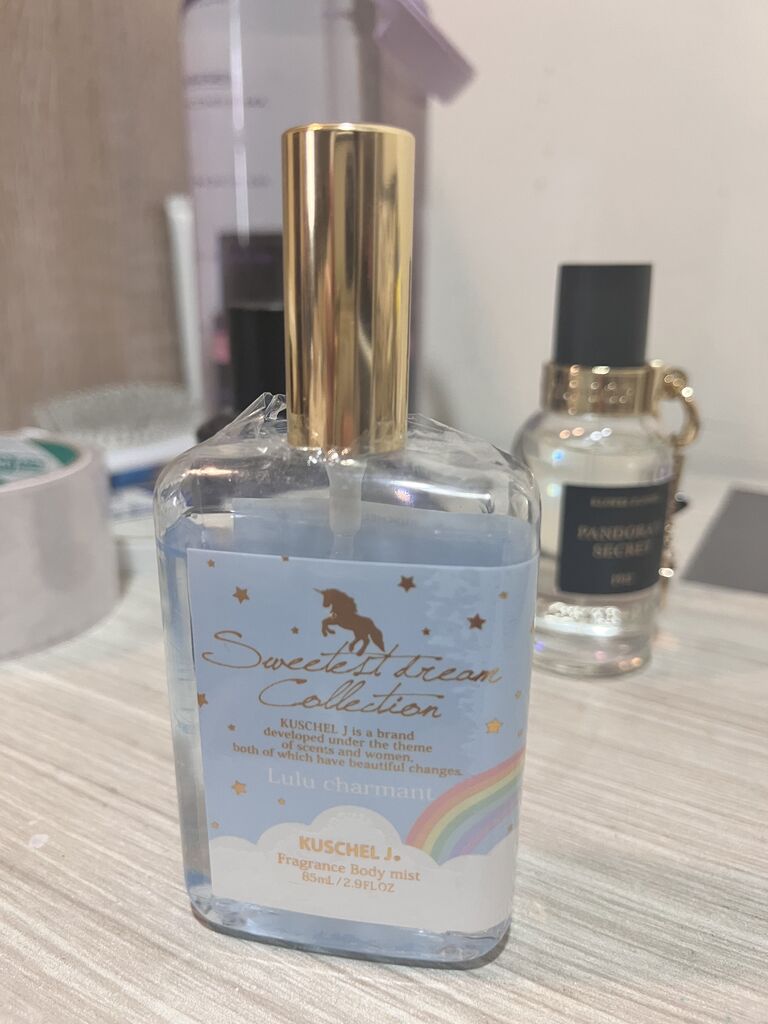 Sweetest dream
Collection
KUSCHEL J is a brand
developed under the theme
of scents and women,
both of which have beautiful changes.
Lulu charmant
KUSCHEL J.
Fragrance Body mist
85mL/2.9FLOZ
PANDORA'S
SECRET